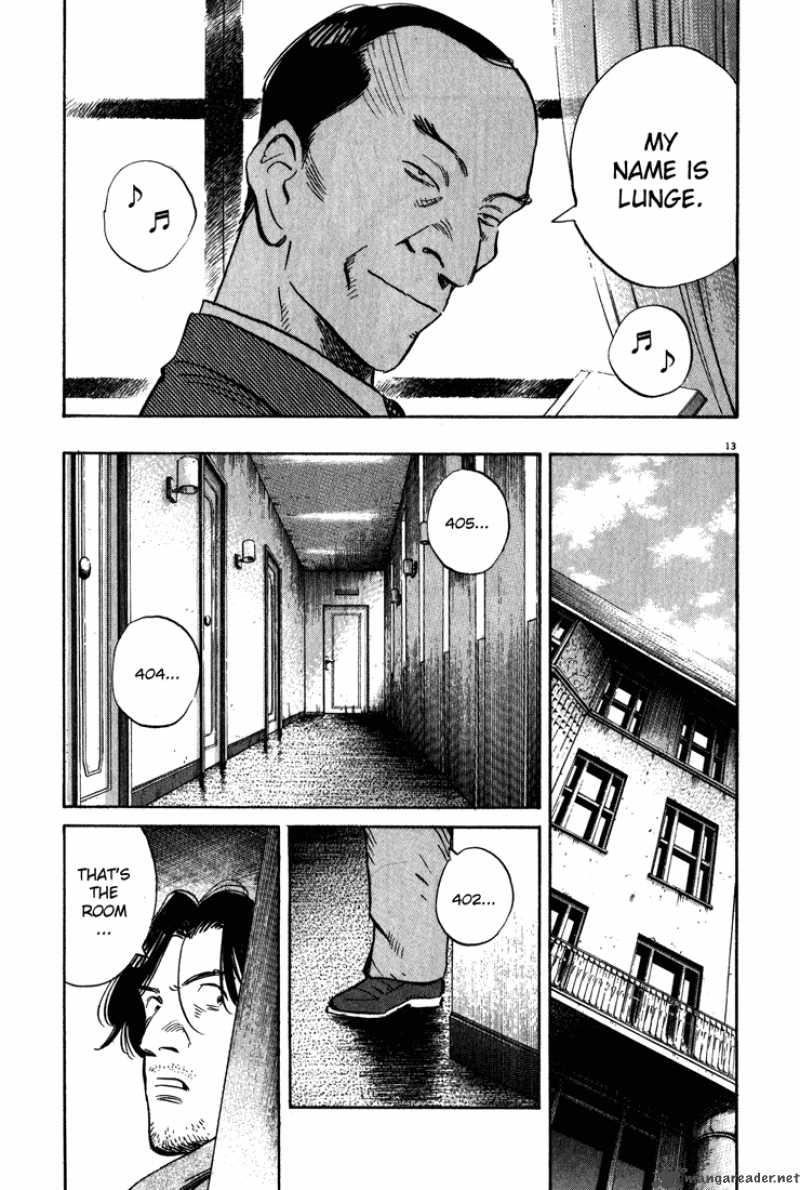 MY
NAME IS
LUNGE.
♪
♬
♬
♪
13
405...
404...
402...
THAT'S
THE
ROOM
...
mangareader.net